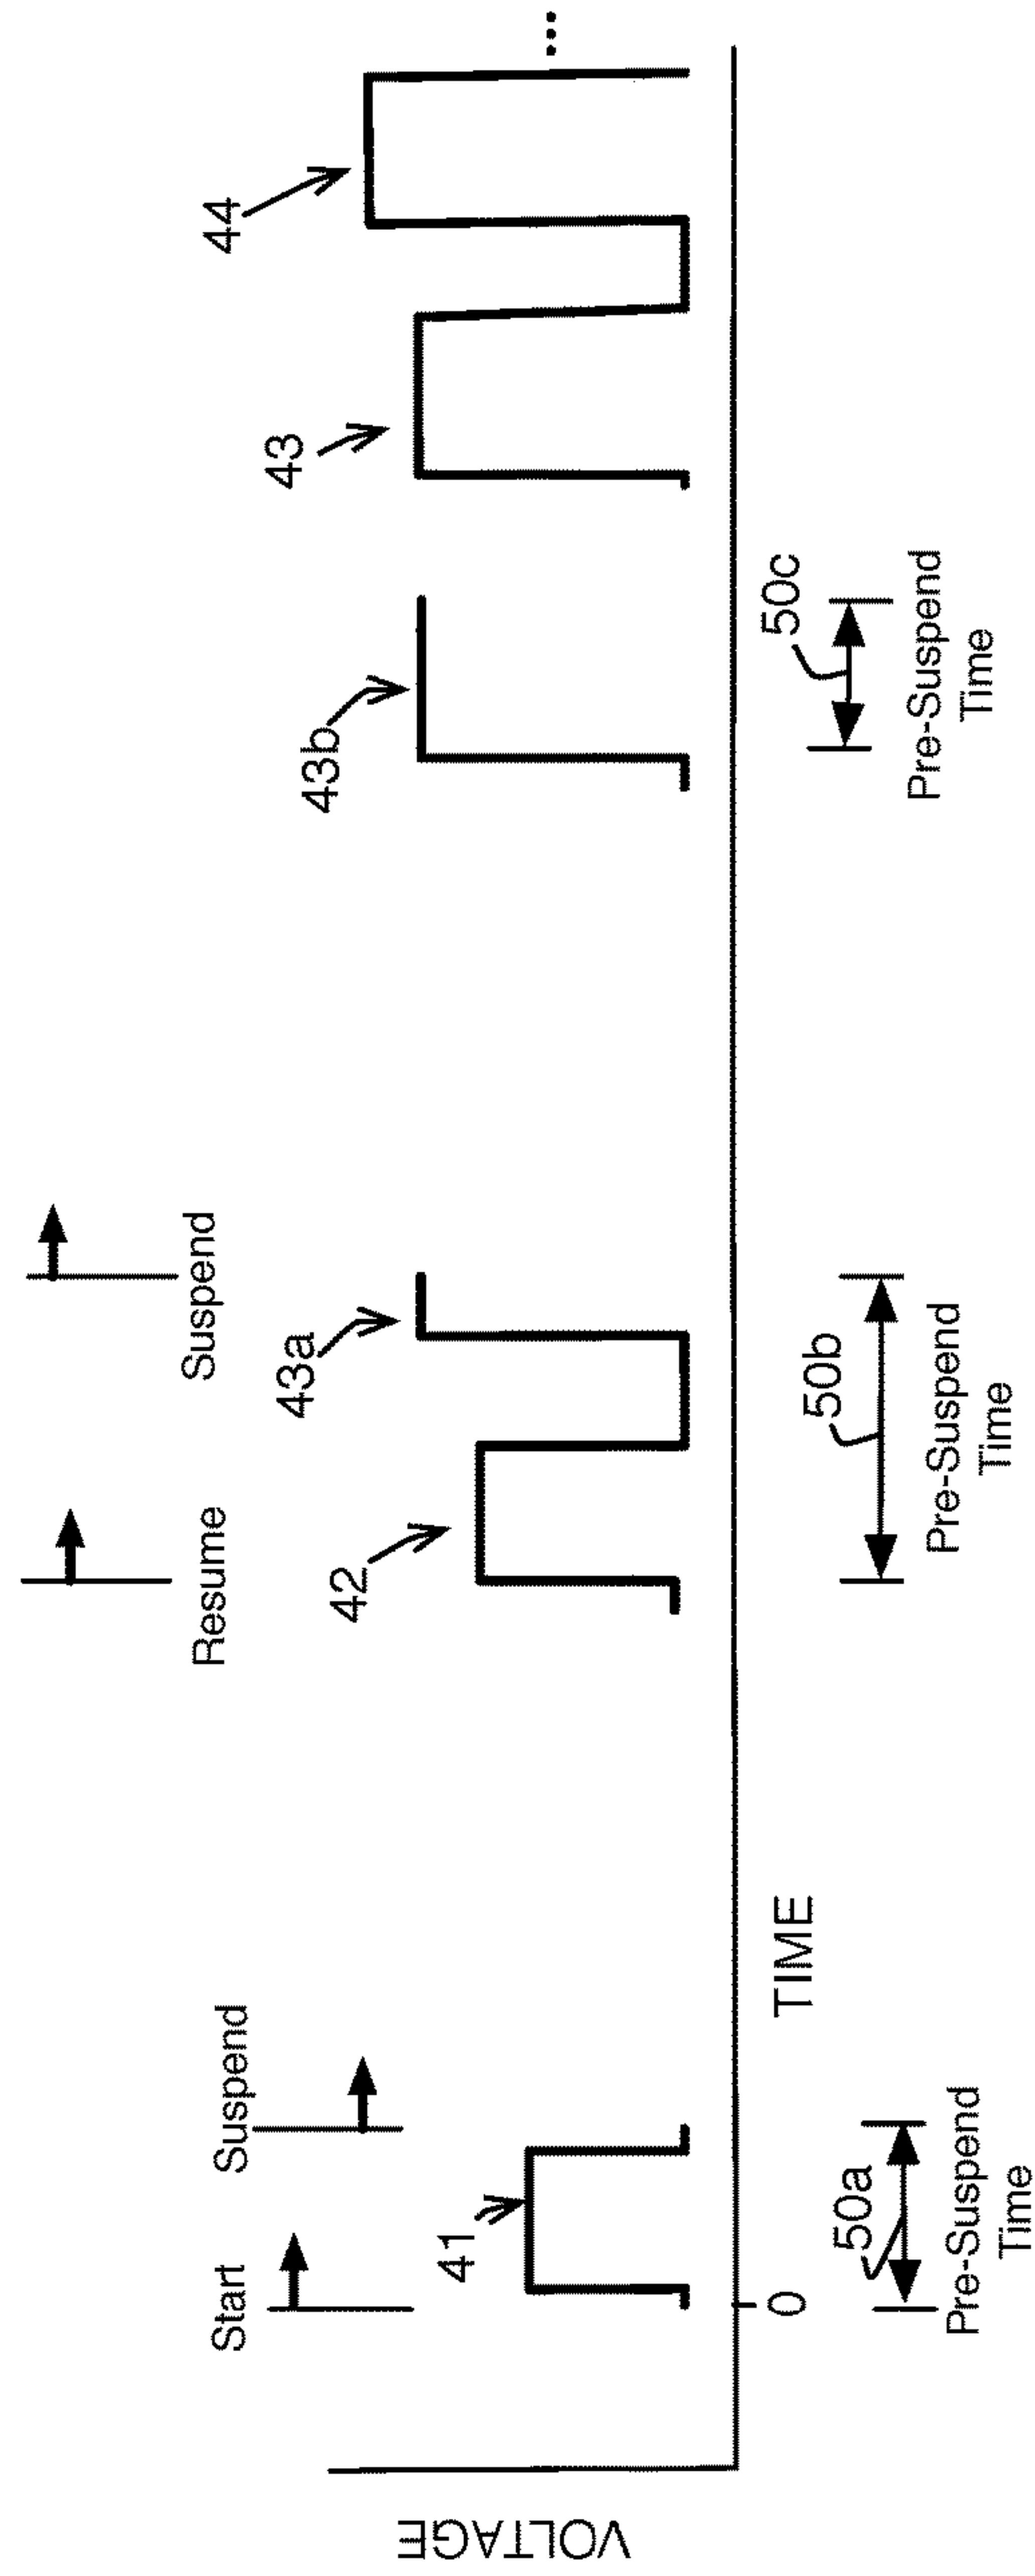 Start
Suspend
Resume
Suspend
41
42
43a
43b
43
44
...
VOLTAGE
0
TIME
50a
Pre-Suspend
Time
50b
Pre-Suspend
Time
50c
Pre-Suspend
Time